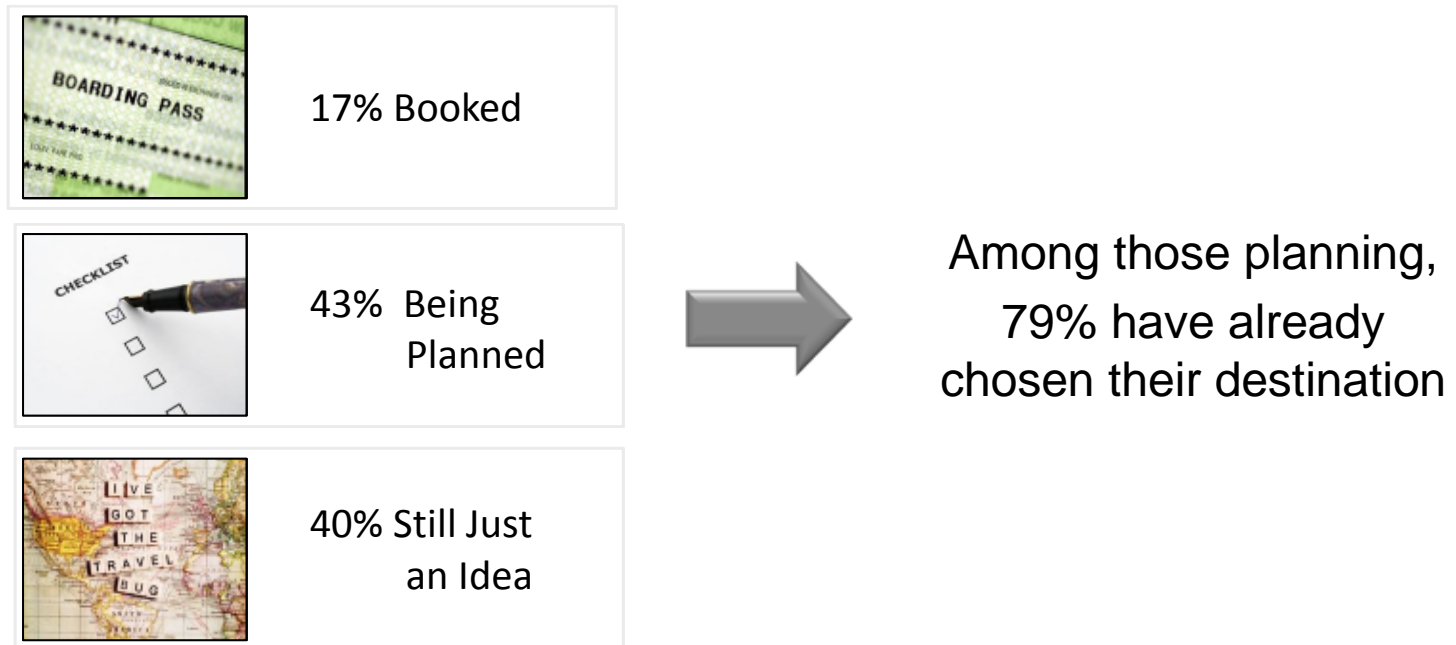 BOARDING PASS
17% Booked
CHECKLIST
43% Being
Planned
Among those planning,
79% have already
chosen their destination
I'VE
GOT
THE
TRAVEL
BUG
40% Still Just
an Idea